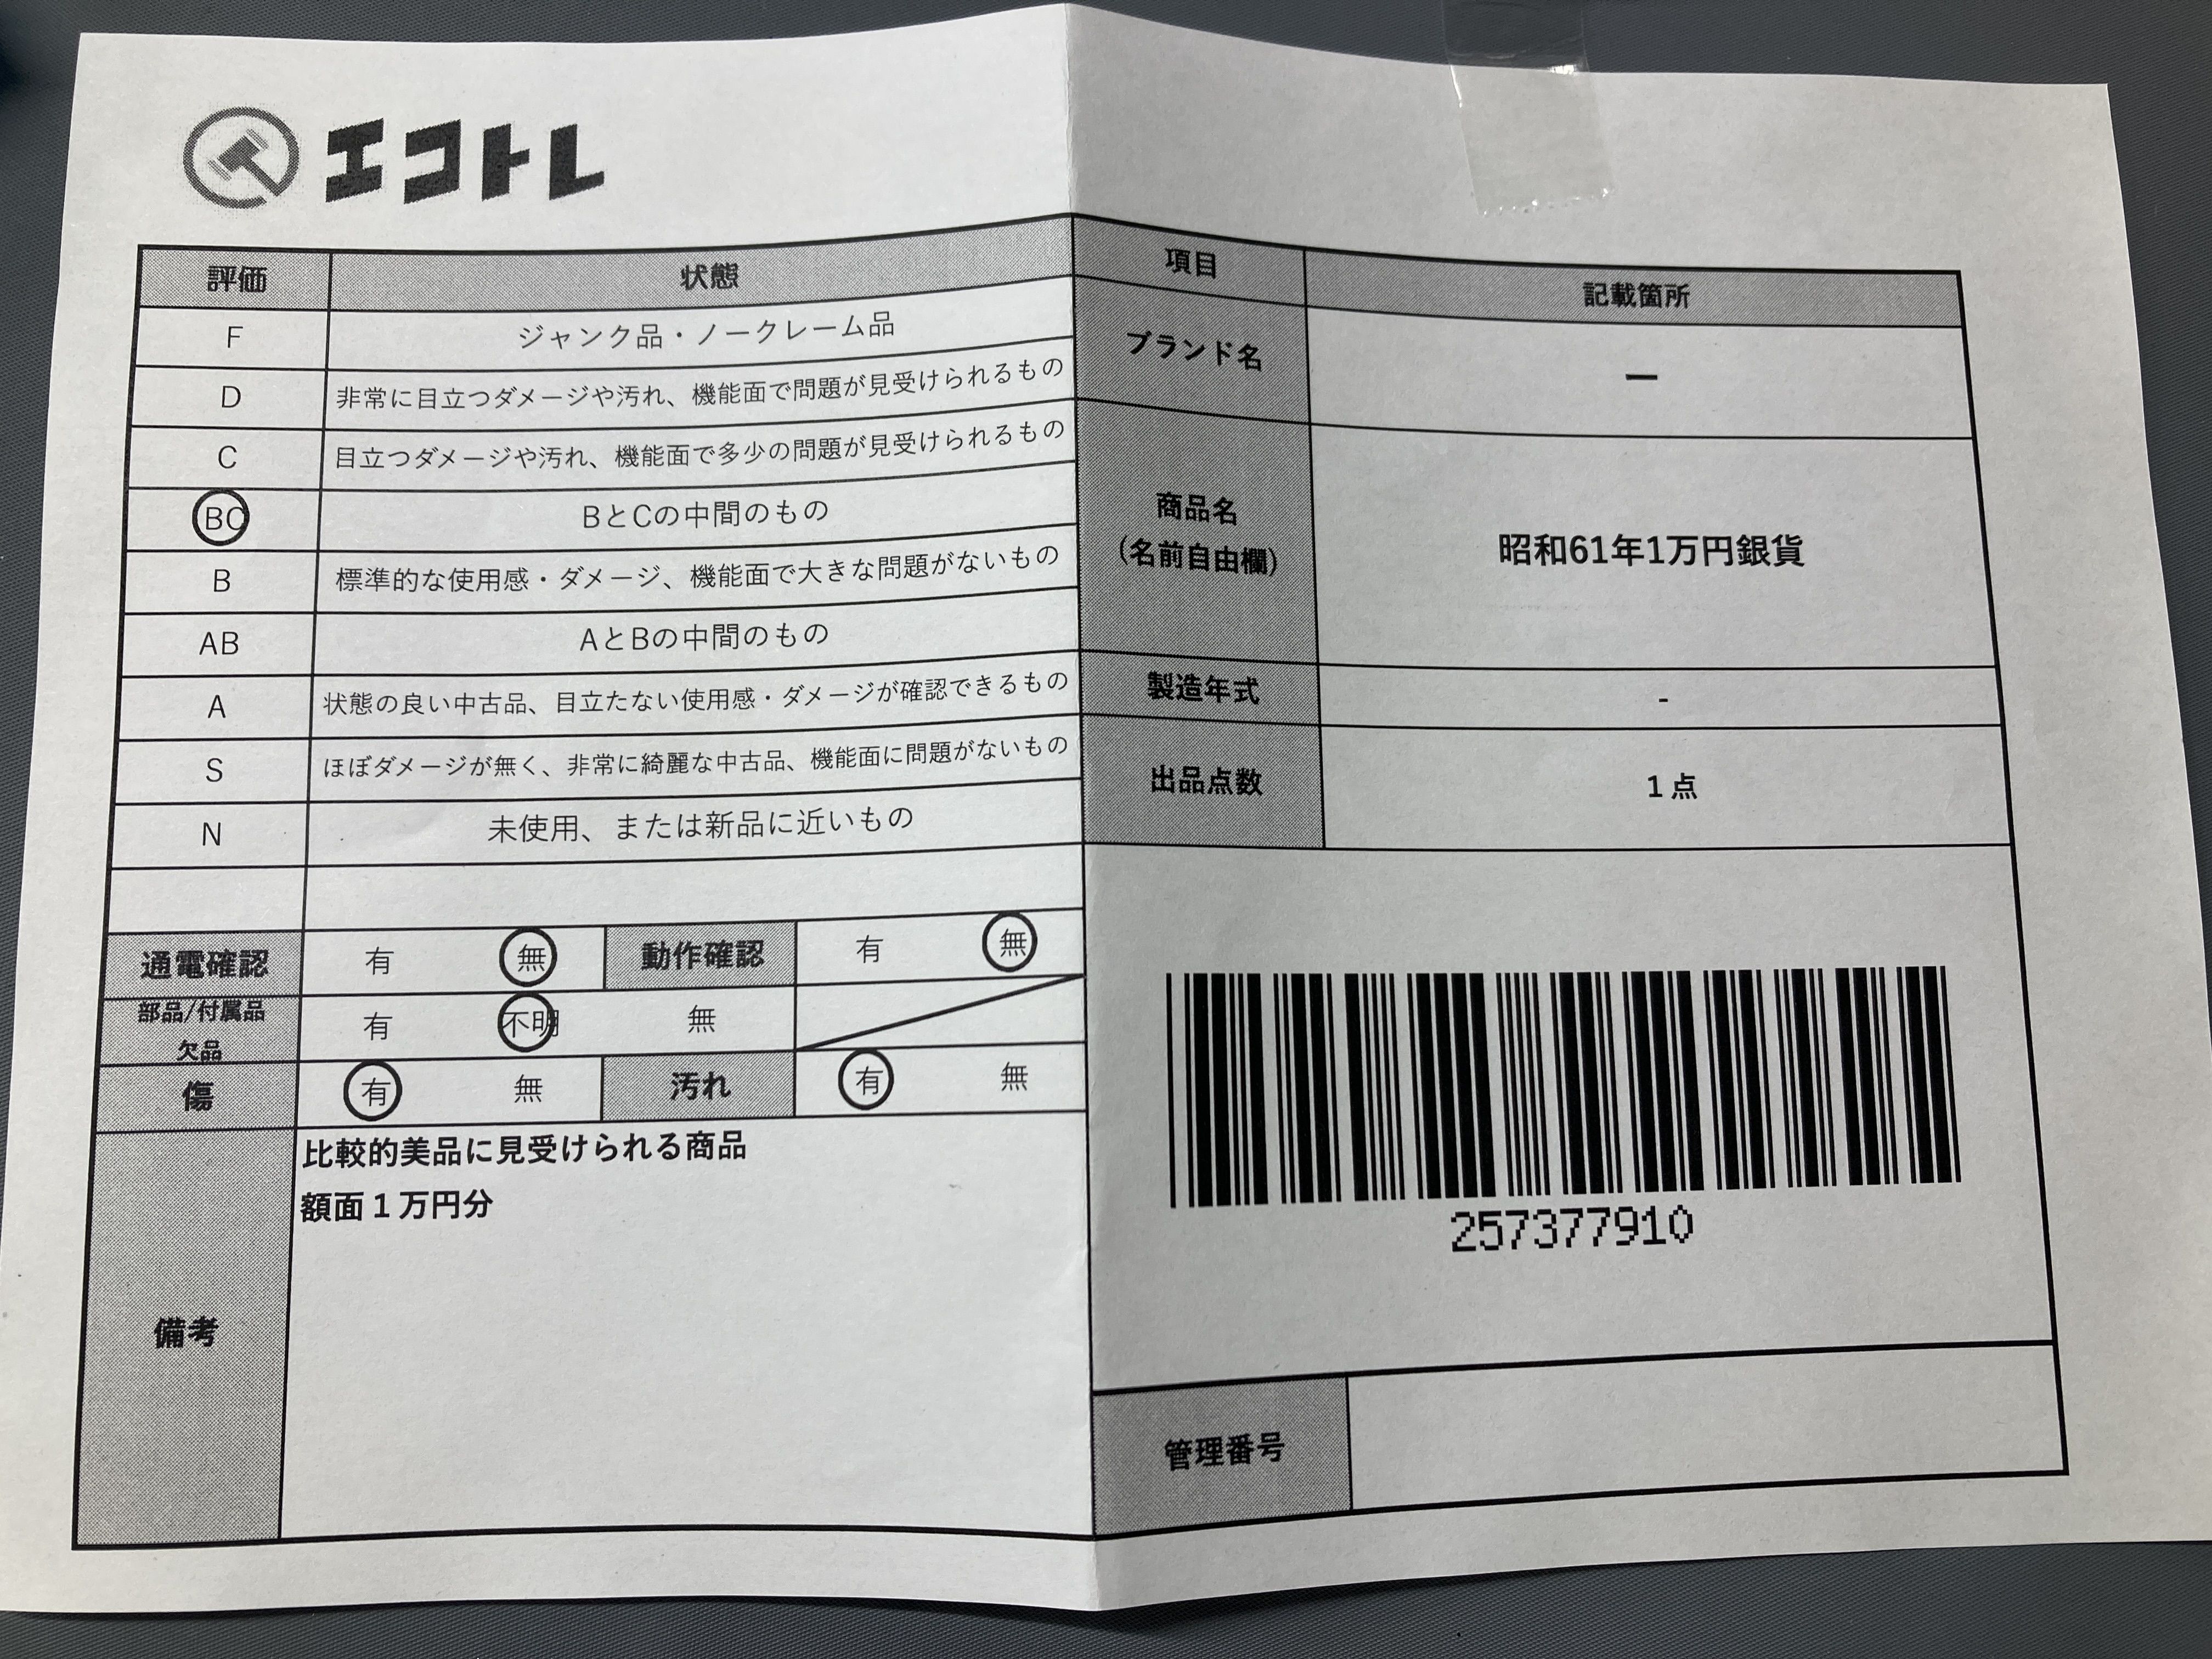 エコトレ
評価 状態
F ジャンク品・ノークレーム品
D 非常に目立つダメージや汚れ、機能面で問題が見受けられるもの
C 目立つダメージや汚れ、機能面で多少の問題が見受けられるもの
BC BとCの中間のもの
B 標準的な使用感・ダメージ、機能面で大きな問題がないもの
AB AとBの中間のもの
A 状態の良い中古品、目立たない使用感・ダメージが確認できるもの
S ほぼダメージが無く、非常に綺麗な中古品、機能面に問題がないもの
N 未使用、または新品に近いもの
通電確認 有 無 動作確認 有 無
部品/付属品
欠品 有 不明 無
傷 有 無 汚れ 有 無
備考
比較的美品に見受けられる商品
額面1万円分
項目 記載箇所
ブランド名 ー
商品名
(名前自由欄)
昭和61年1万円銀貨
製造年式 -
出品点数 1点
257377910
管理番号